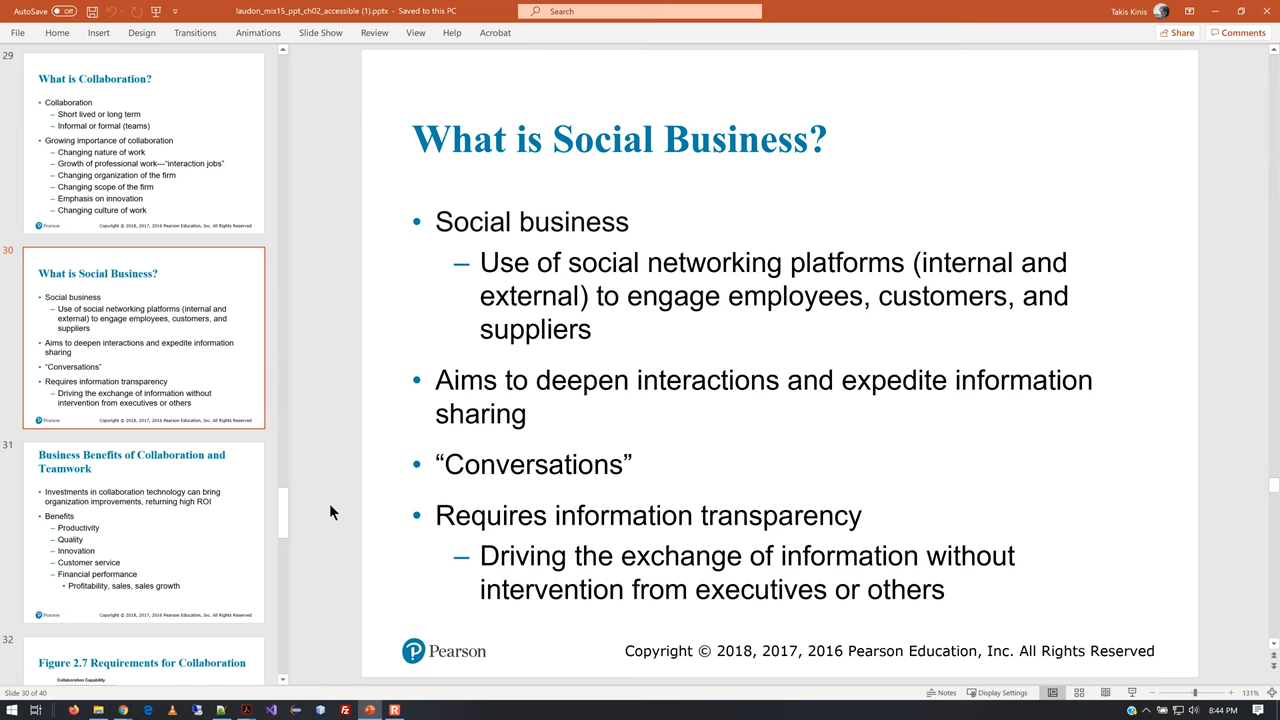 AutoSave Off
laudon_mis15_ppt_ch02_accessible (1).pptx - Saved to this PC
Search
Takis Kinis
File Home Insert Design Transitions Animations Slide Show Review View Help Acrobat
Share Comments
29
What is Collaboration?
• Collaboration
– Short lived or long term
– Informal or formal (teams)
• Growing importance of collaboration
– Changing nature of work
– Growth of professional work—“interaction jobs”
– Changing organization of the firm
– Changing scope of the firm
– Emphasis on innovation
– Changing culture of work
Pearson Copyright © 2018, 2017, 2016 Pearson Education, Inc. All Rights Reserved
30
What is Social Business?
• Social business
– Use of social networking platforms (internal and
external) to engage employees, customers, and
suppliers
• Aims to deepen interactions and expedite information
sharing
• “Conversations”
• Requires information transparency
– Driving the exchange of information without
intervention from executives or others
Pearson Copyright © 2018, 2017, 2016 Pearson Education, Inc. All Rights Reserved
31
Business Benefits of Collaboration and
Teamwork
• Investments in collaboration technology can bring
organization improvements, returning high ROI
• Benefits
– Productivity
– Quality
– Innovation
– Customer service
– Financial performance
• Profitability, sales, sales growth
Pearson Copyright © 2018, 2017, 2016 Pearson Education, Inc. All Rights Reserved
32
Figure 2.7 Requirements for Collaboration
Collaboration Capability
What is Social Business?
• Social business
– Use of social networking platforms (internal and
external) to engage employees, customers, and
suppliers
• Aims to deepen interactions and expedite information
sharing
• “Conversations”
• Requires information transparency
– Driving the exchange of information without
intervention from executives or others
Pearson Copyright © 2018, 2017, 2016 Pearson Education, Inc. All Rights Reserved
Slide 30 of 40
Notes Display Settings 131%
8:44 PM